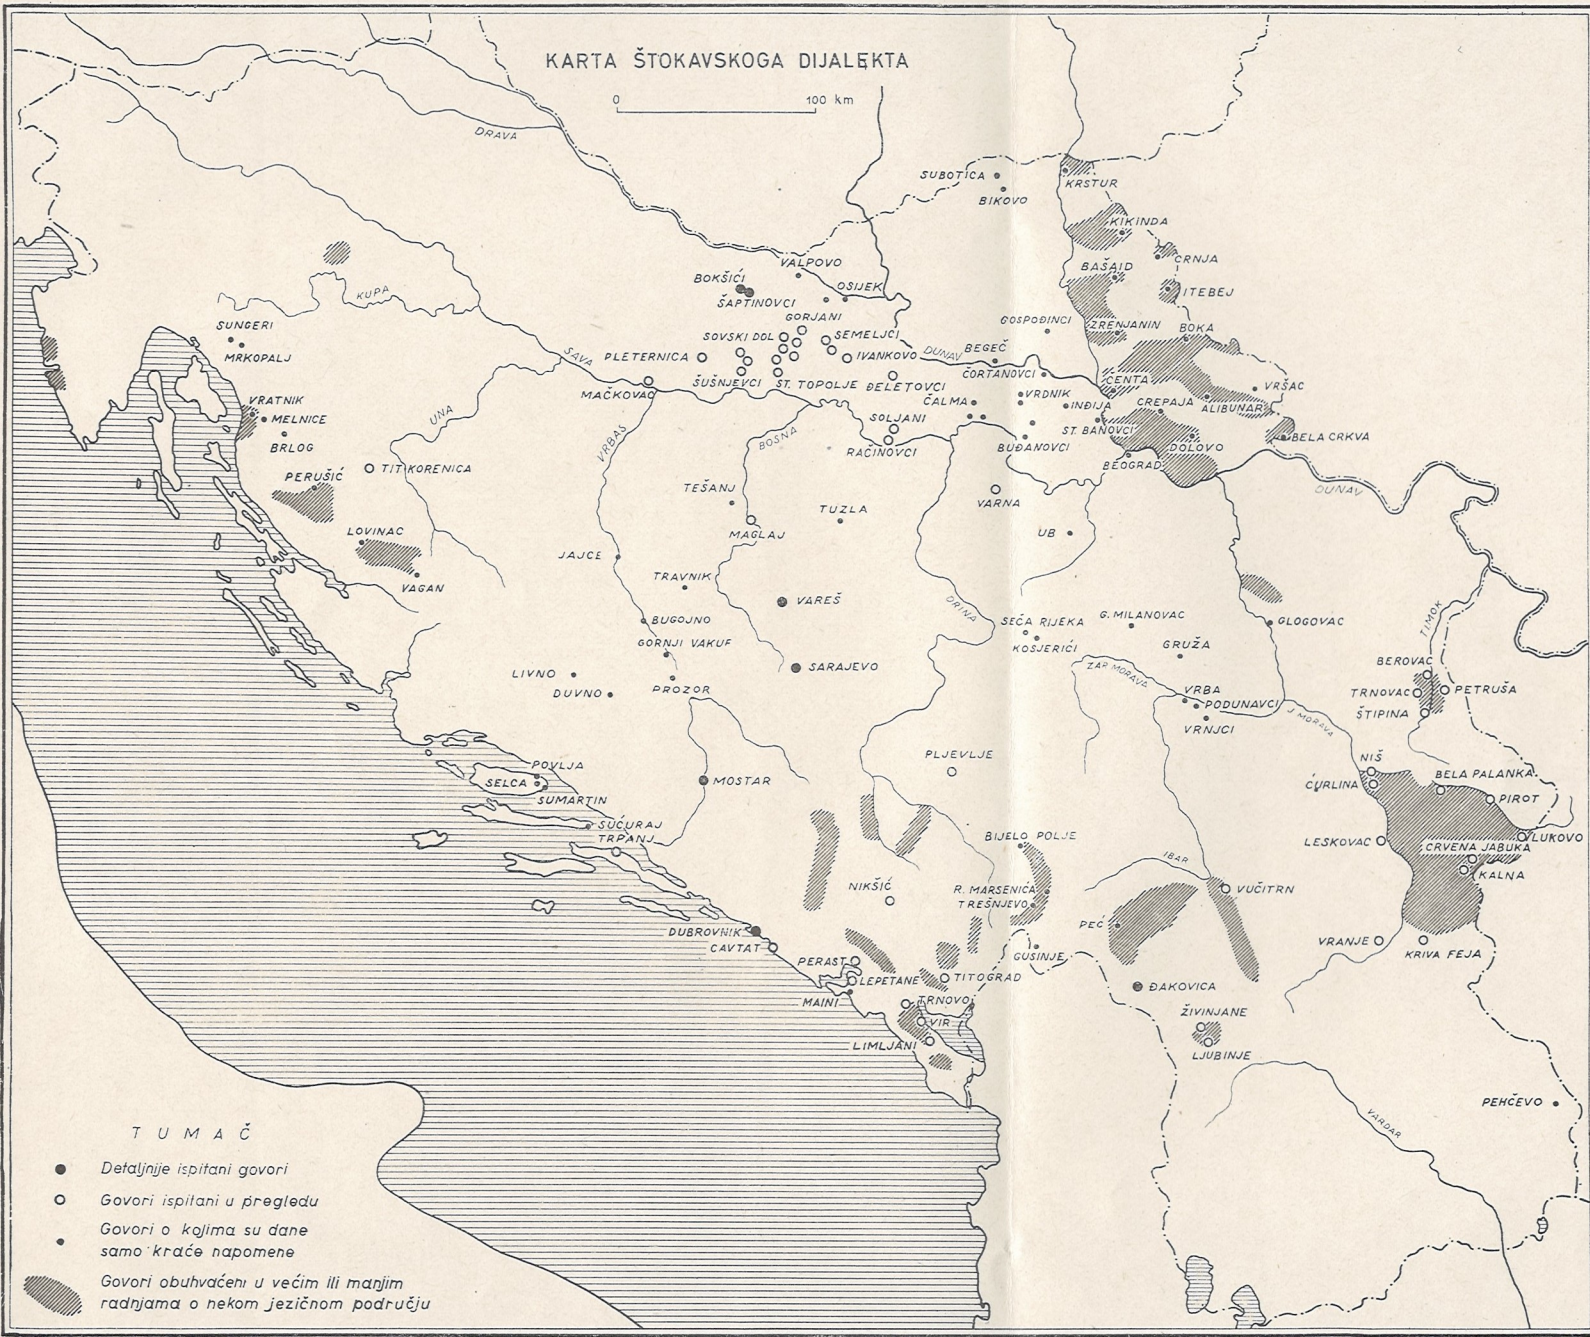 KARTA ŠTOKAVSKOGA DIJALEKTA
0 100 km
DRAVA
SUBOTICA
BIKOVO
KRSTUR
KIKINDA
CRNJA
BAŠAID
ITEBEJ
VALPOVO
BOKŠIĆI
ŠAPTINOVCI
OSIJEK
KUPA
SUNGERI
MRKOPALJ
GORJANI
SOVSKI DOL
SEMELJCI
GOSPOĐINCI
ZRENJANIN
BOKA
PLETERNICA
IVANKOVO
DUNAV
BEGEČ
SAVA
ŠUŠNJEVCI
ST. TOPOLJE
ĐELETOVCI
ČORTANOVCI
CENTA
VRŠAC
MAČKOVAC
VRDNIK
ČALMA
INĐIJA
CREPAJA
ALIBUNAR
VRATNIK
MELNICE
BRLOG
UNA
VRBAS
BOSNA
SOLJANI
RAČINOVCI
ST. BANOVCI
BUĐANOVCI
DOLOVO
BELA CRKVA
BEOGRAD
PERUŠIĆ
TIT. KORENICA
TEŠANJ
MAGLAJ
TUZLA
VARNA
DUNAV
LOVINAC
VAGAN
JAJCE
UB
TRAVNIK
VAREŠ
DRINA
BUGOJNO
GORNJI VAKUF
SEČA RIJEKA
KOSJERIĆI
G. MILANOVAC
GRUŽA
GLOGOVAC
TIMOK
LIVNO
DUVNO
PROZOR
SARAJEVO
ZAP. MORAVA
VRBA
PODUNAVCI
VRNJCI
J. MORAVA
BEROVAC
TRNOVAC
PETRUŠA
ŠTIPINA
POVLJA
SELCA
SUMARTIN
MOSTAR
PLJEVLJE
NIŠ
ĆURLINA
BELA PALANKA
PIROT
SUĆURAJ
TRPANJ
BIJELO POLJE
LESKOVAC
LUKOVO
CRVENA JABUKA
KALNA
NIKŠIĆ
R. MARSENIĆA
TREŠNJEVO
IBAR
VUČITRN
PEĆ
DUBROVNIK
CAVTAT
GUSINJE
VRANJE
KRIVA FEJA
PERAST
LEPETANE
TITOGRAD
MAINI
TRNOVO
VIR
LIMLJANI
ĐAKOVICA
ŽIVINJANE
LJUBINJE
VARDAR
PEHČEVO
TUMAČ
Detaljnije ispitani govori
Govori ispitani u pregledu
Govori o kojima su dane
samo kraće napomene
Govori obuhvaćeni u većim ili manjim
radnjama o nekom jezičnom području